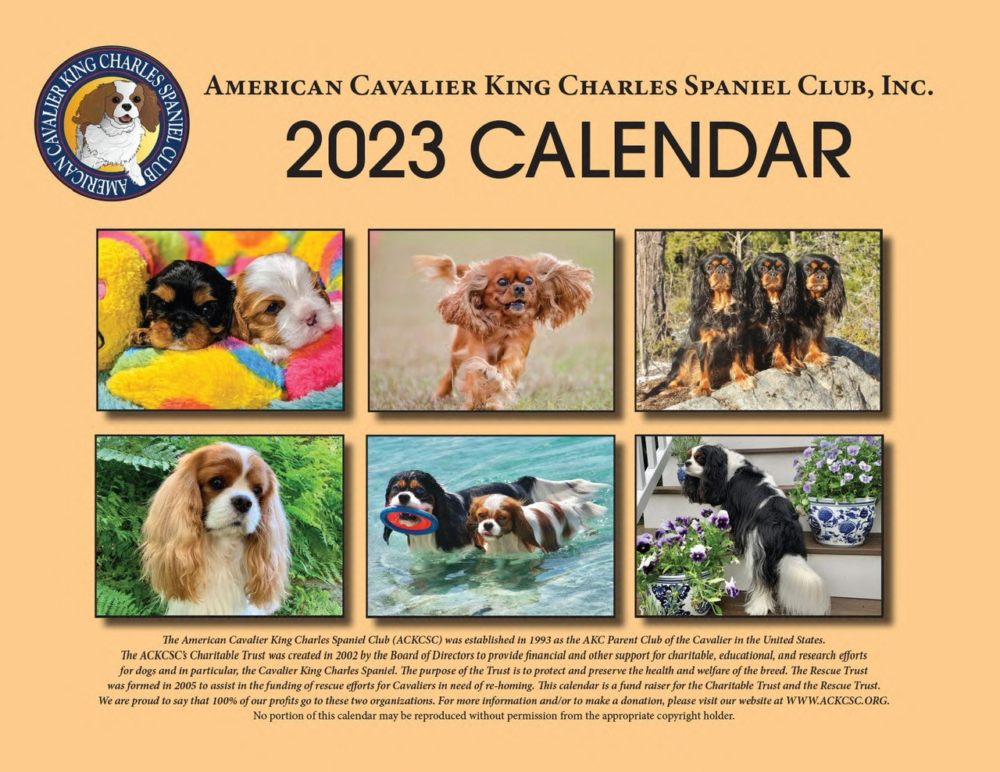 AMERICAN CAVALIER KING CHARLES SPANIEL CLUB
American Cavalier King Charles Spaniel Club, Inc.
2023 CALENDAR
The American Cavalier King Charles Spaniel Club (ACKCSC) was established in 1993 as the AKC Parent Club of the Cavalier in the United States.
The ACKCSC's Charitable Trust was created in 2002 by the Board of Directors to provide financial and other support for charitable, educational, and research efforts
for dogs and in particular, the Cavalier King Charles Spaniel. The purpose of the Trust is to protect and preserve the health and welfare of the breed. The Rescue Trust
was formed in 2005 to assist in the funding of rescue efforts for Cavaliers in need of re-homing. This calendar is a fund raiser for the Charitable Trust and the Rescue Trust.
We are proud to say that 100% of our profits go to these two organizations. For more information and/or to make a donation, please visit our website at WWW.ACKCSC.ORG.
No portion of this calendar may be reproduced without permission from the appropriate copyright holder.